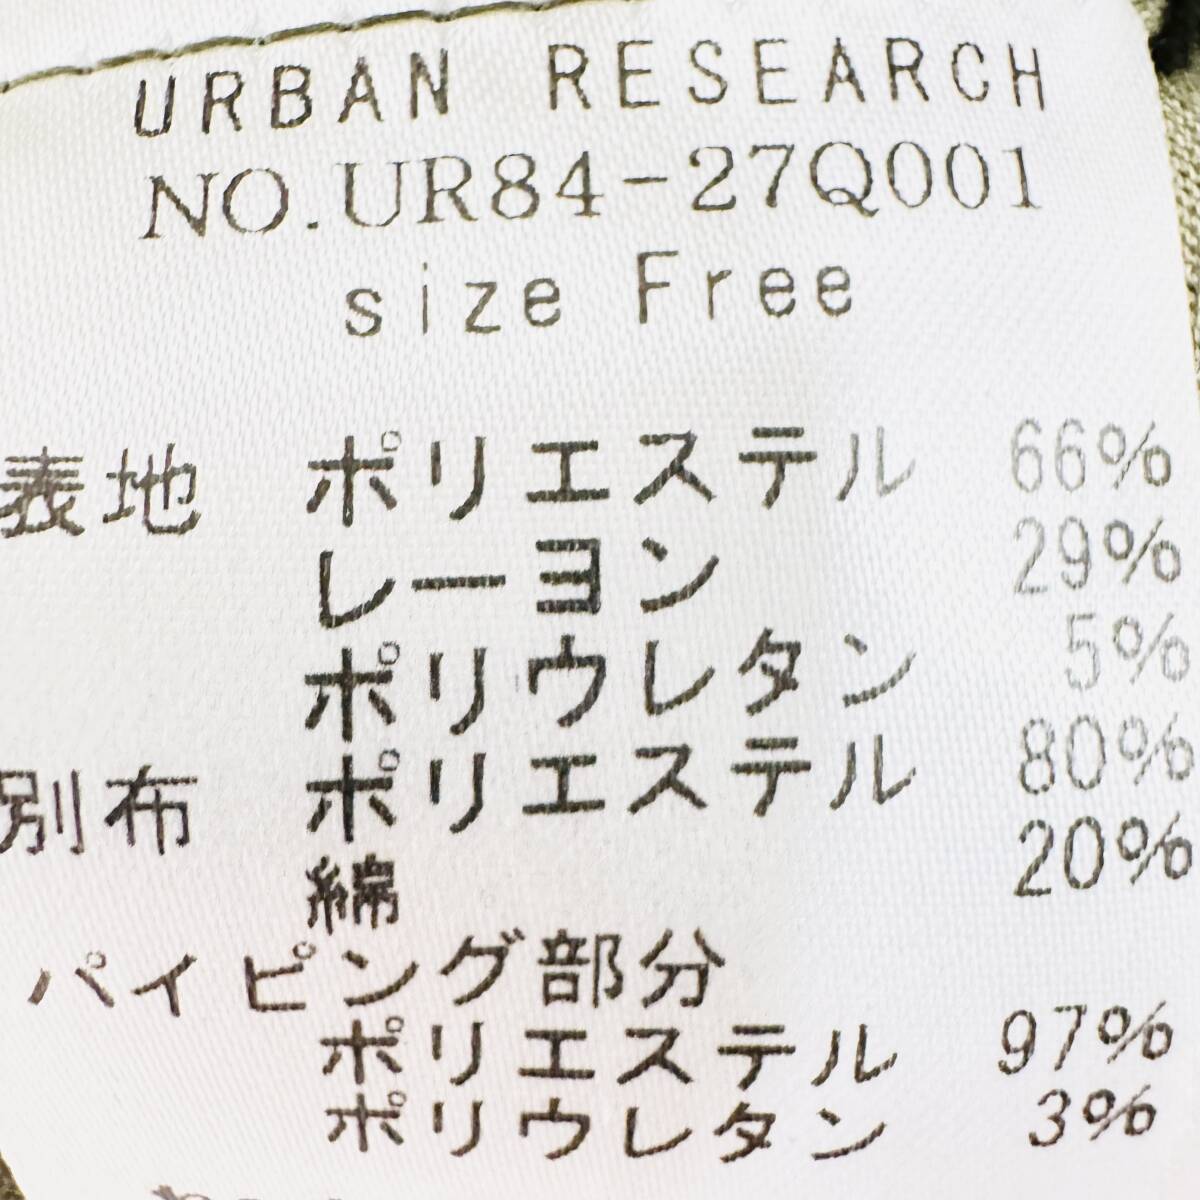 URBAN RESEARCH
NO.UR84-27Q001
size Free
表地 ポリエステル 66%
レーヨン 29%
ポリウレタン 5%
別布 ポリエステル 80%
綿 20%
パイピング部分
ポリエステル 97%
ポリウレタン 3%